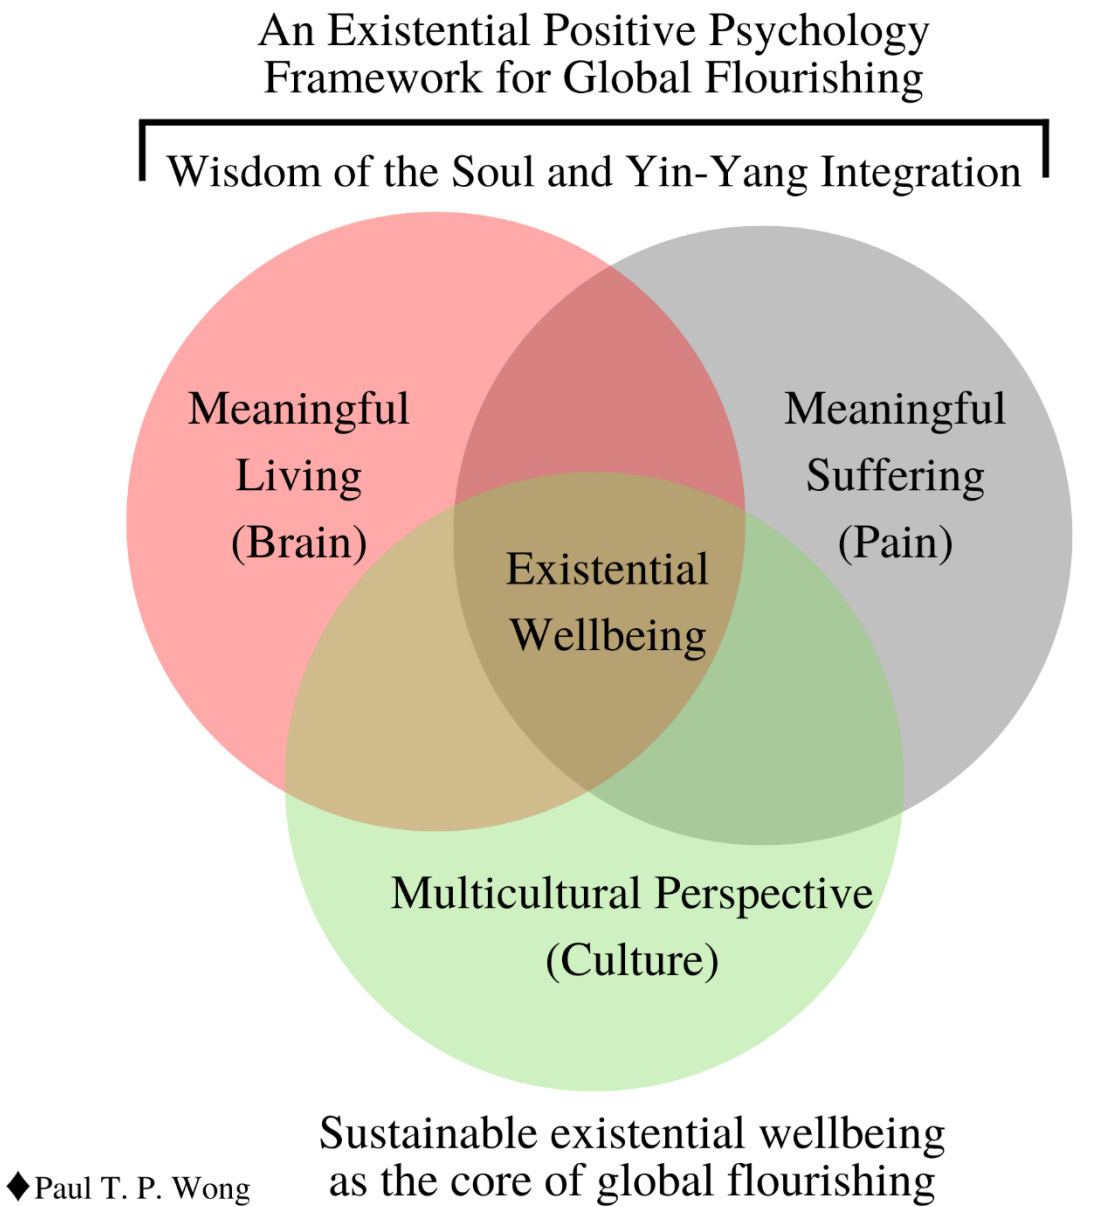 An Existential Positive Psychology
Framework for Global Flourishing
Wisdom of the Soul and Yin-Yang Integration
Meaningful
Living
(Brain)
Meaningful
Suffering
(Pain)
Existential
Wellbeing
Multicultural Perspective
(Culture)
Sustainable existential wellbeing
as the core of global flourishing
♦Paul T. P. Wong